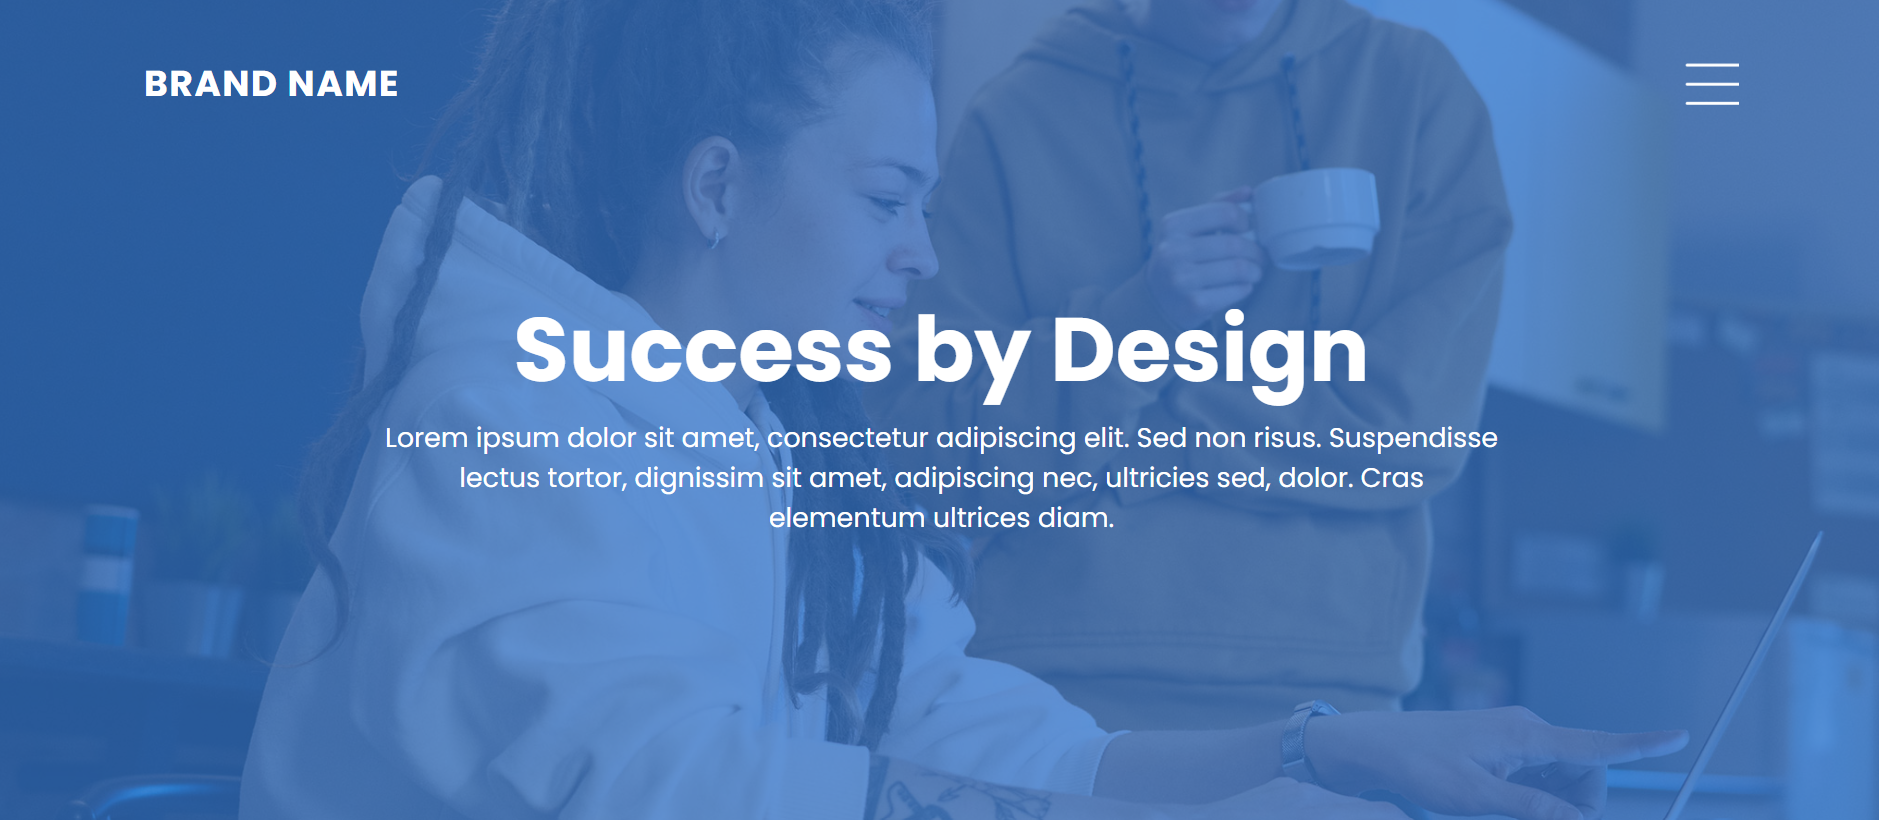 BRAND NAME
Success by Design
Lorem ipsum dolor sit amet, consectetur adipiscing elit. Sed non risus. Suspendisse
lectus tortor, dignissim sit amet, adipiscing nec, ultricies sed, dolor. Cras
elementum ultrices diam.